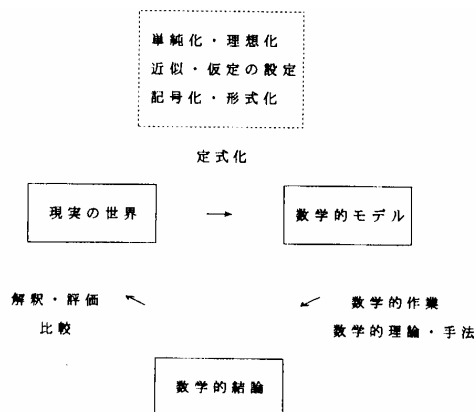 単純化・理想化
近似・仮定の設定
記号化・形式化
定式化
現実の世界
数学的モデル
解釈・評価
比較
数学的作業
数学的理論・手法
数学的結論